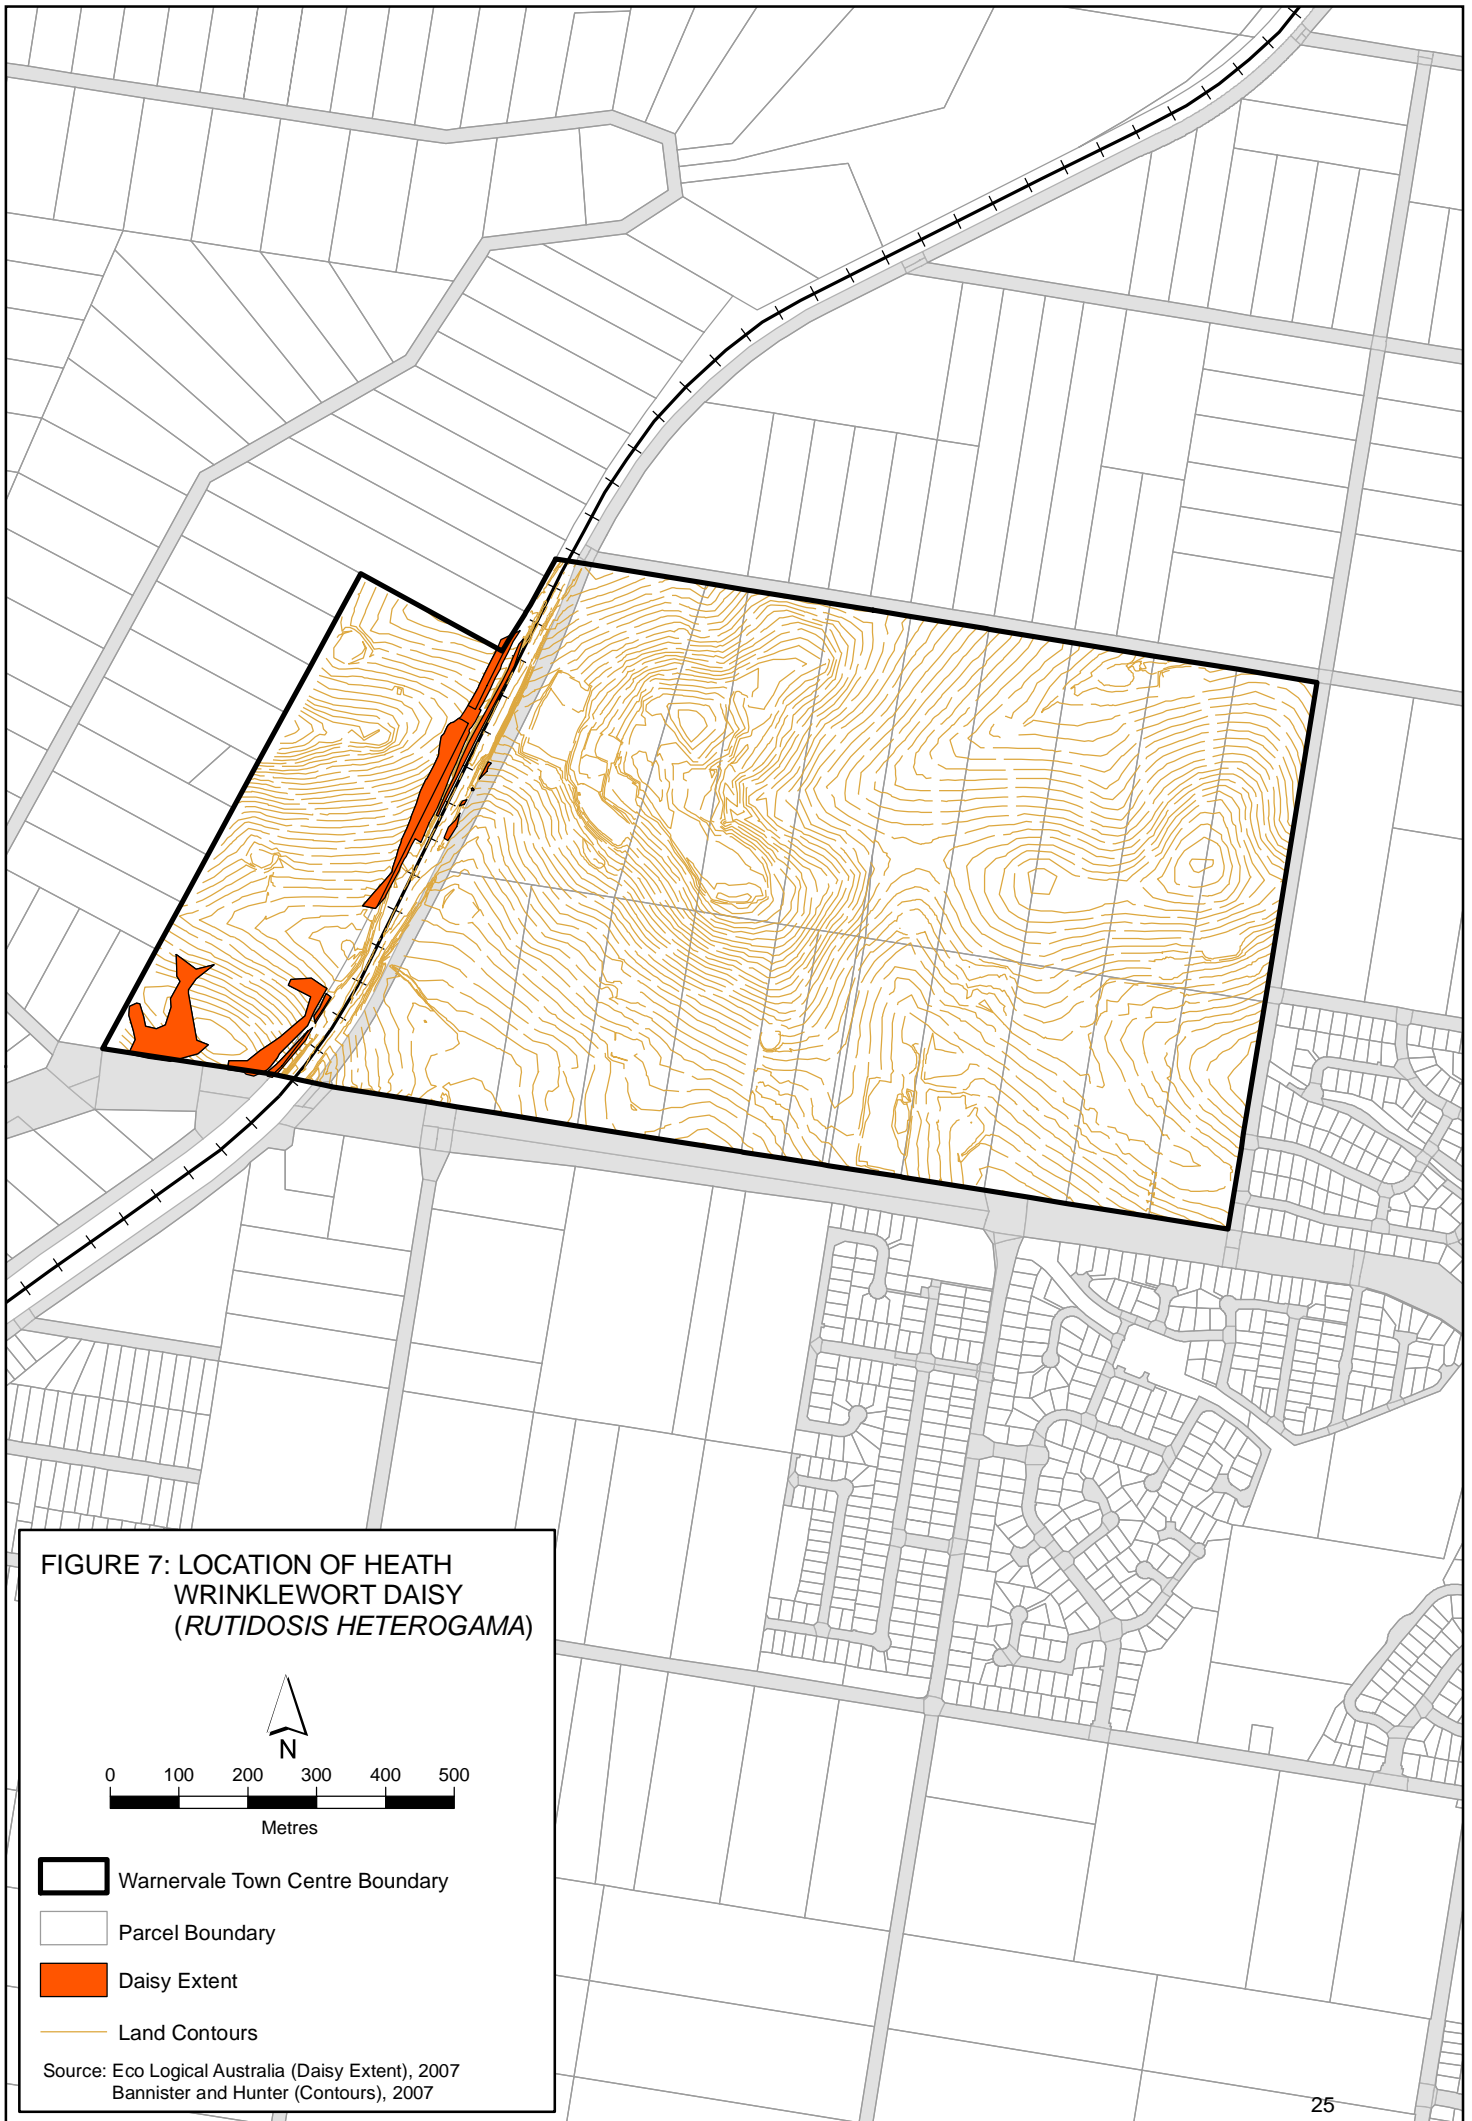 FIGURE 7: LOCATION OF HEATH
WRINKLEWORT DAISY
(RUTIDOSIS HETEROGAMA)
N
0 100 200 300 400 500
Metres
Warnervale Town Centre Boundary
Parcel Boundary
Daisy Extent
Land Contours
Source: Eco Logical Australia (Daisy Extent), 2007
Bannister and Hunter (Contours), 2007
25